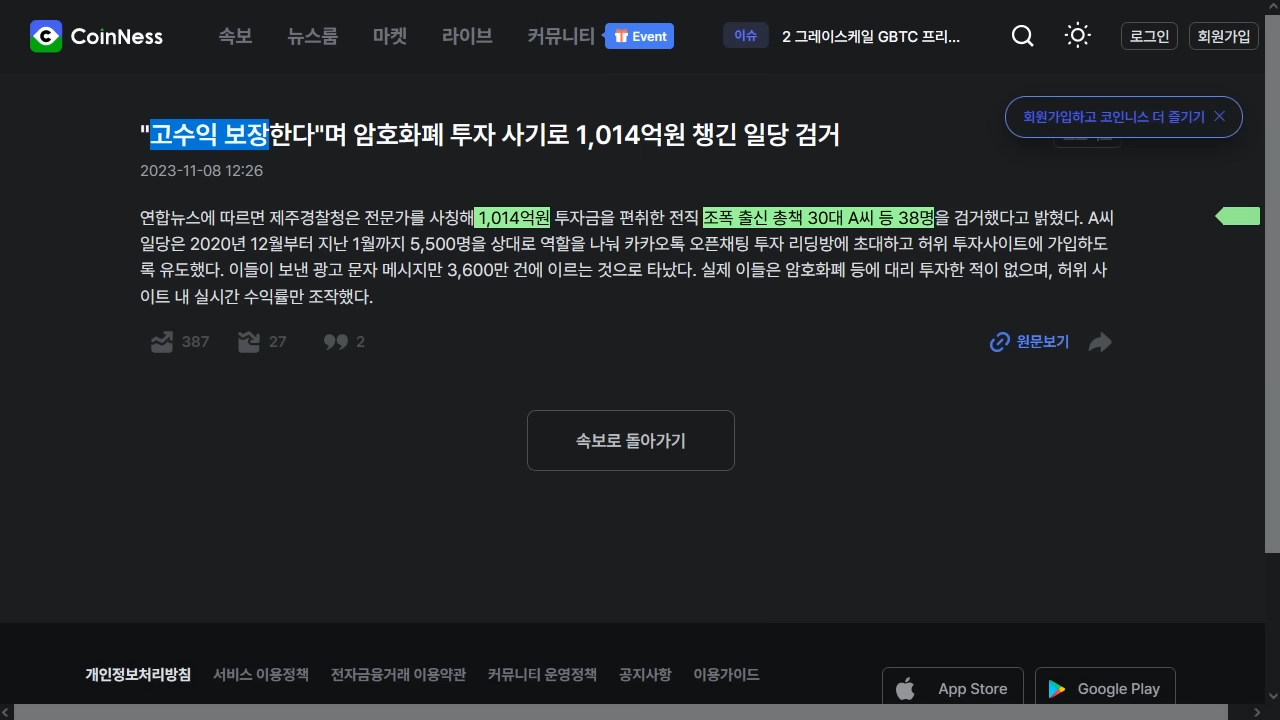 CoinNess 속보 뉴스룸 마켓 라이브 커뮤니티 Event 이슈 2 그레이스케일 GBTC 프리... 로그인 회원가입
회원가입하고 코인니스 더 즐기기
"고수익 보장한다"며 암호화폐 투자 사기로 1,014억원 챙긴 일당 검거
2023-11-08 12:26
연합뉴스에 따르면 제주경찰청은 전문가를 사칭해 1,014억원 투자금을 편취한 전직 조폭 출신 총책 30대 A씨 등 38명을 검거했다고 밝혔다. A씨
일당은 2020년 12월부터 지난 1월까지 5,500명을 상대로 역할을 나눠 카카오톡 오픈채팅 투자 리딩방에 초대하고 허위 투자사이트에 가입하도
록 유도했다. 이들이 보낸 광고 문자 메시지만 3,600만 건에 이르는 것으로 타났다. 실제 이들은 암호화폐 등에 대리 투자한 적이 없으며, 허위 사
이트 내 실시간 수익률만 조작했다.
387 27 2 원문보기
속보로 돌아가기
개인정보처리방침 서비스 이용정책 전자금융거래 이용약관 커뮤니티 운영정책 공지사항 이용가이드
App Store Google Play